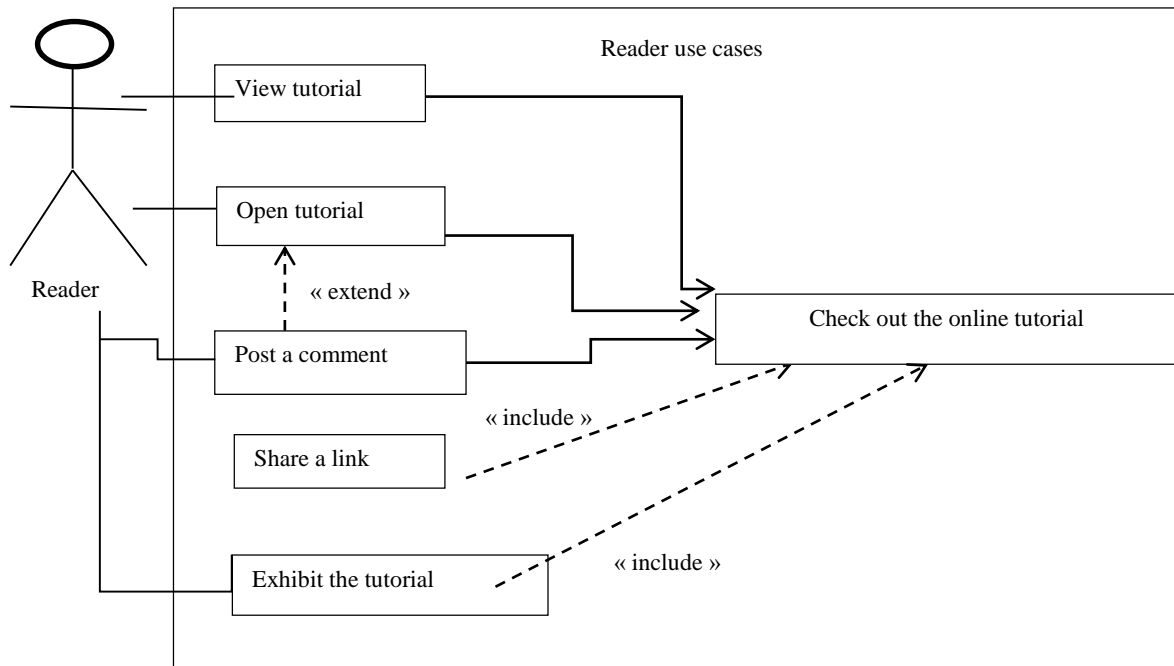 Reader use cases
View tutorial
Open tutorial
Reader
« extend »
Check out the online tutorial
Post a comment
« include »
Share a link
« include »
Exhibit the tutorial